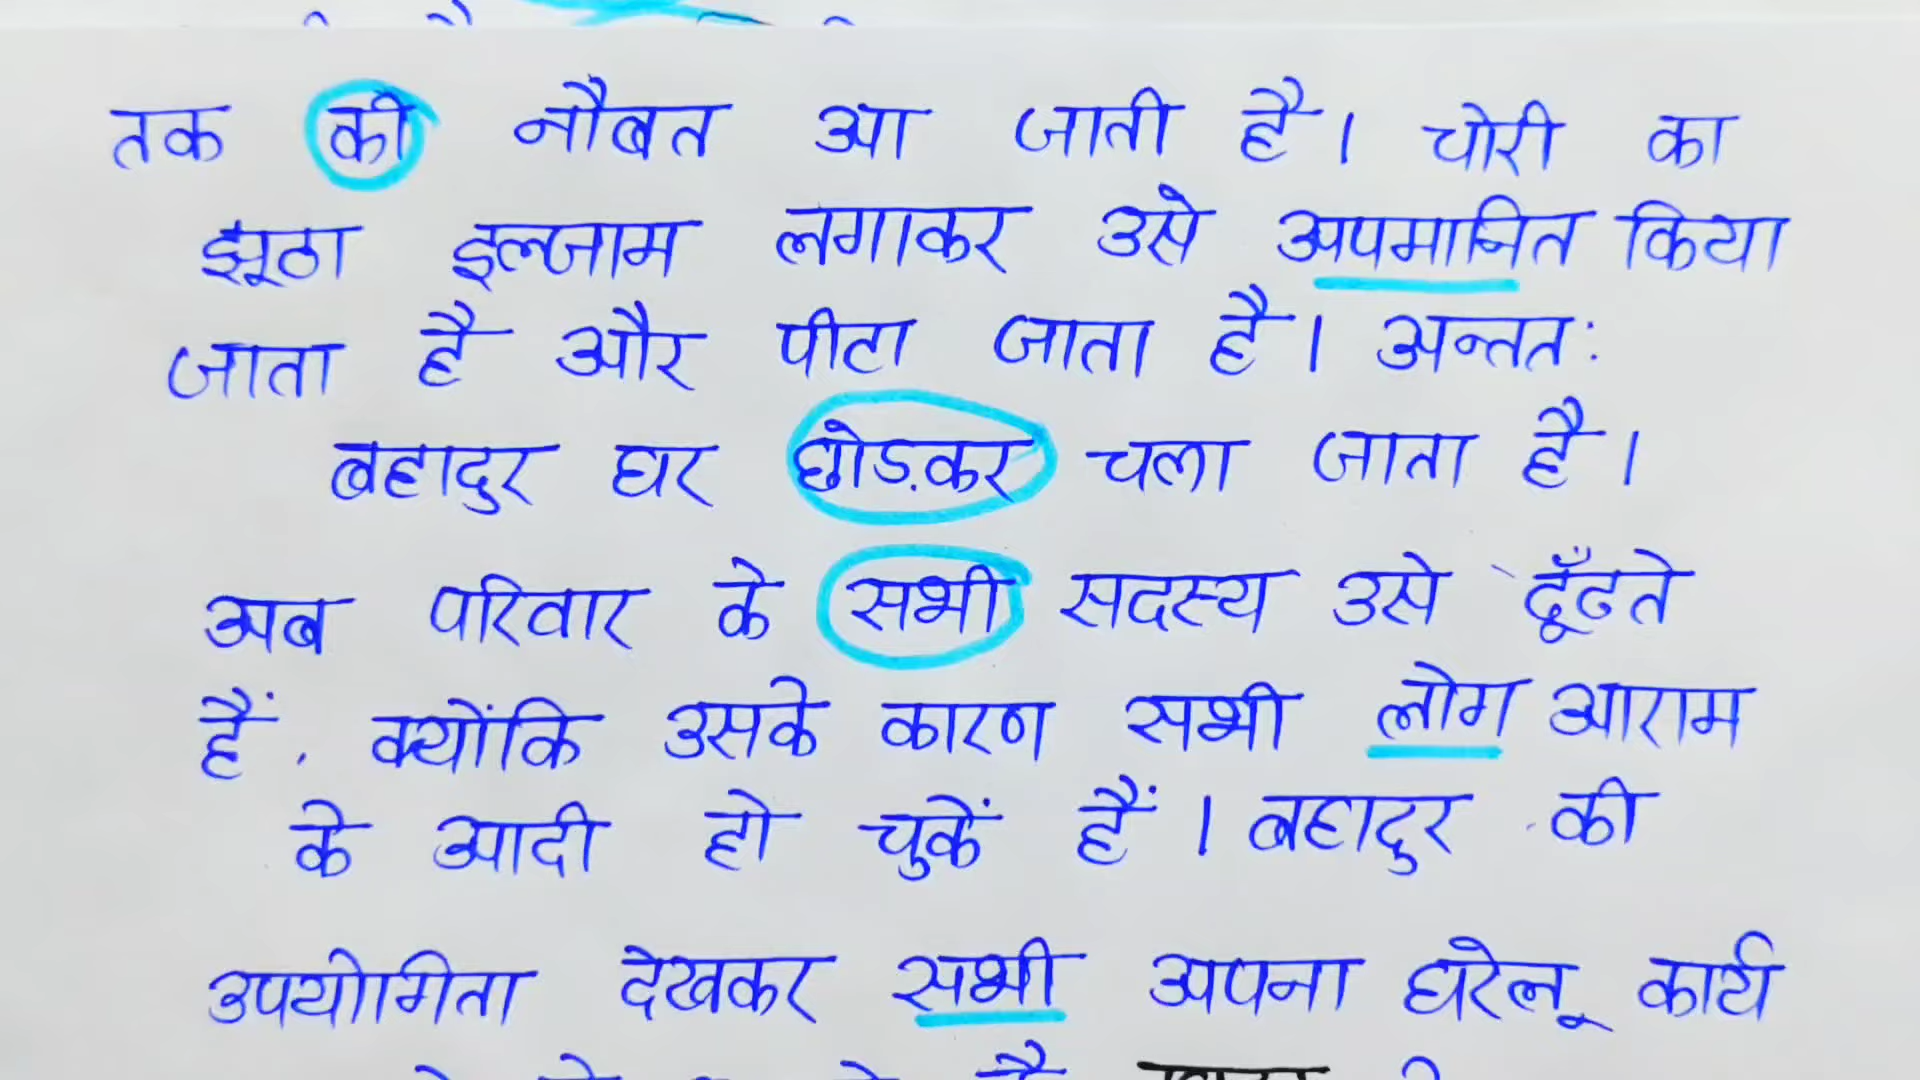 तक की नौबत आ जाती है। चोरी का
झूठा इल्जाम लगाकर उसे अपमानित किया
जाता है और पीटा जाता है। अन्तत:
बहादुर घर छोड़कर चला जाता है।
अब परिवार के सभी सदस्य उसे ढूँढते
हैं, क्योंकि उसके कारण सभी लोग आराम
के आदी हो चुकें हैं। बहादुर की
उपयोगिता देखकर सभी अपना घरेलू कार्य